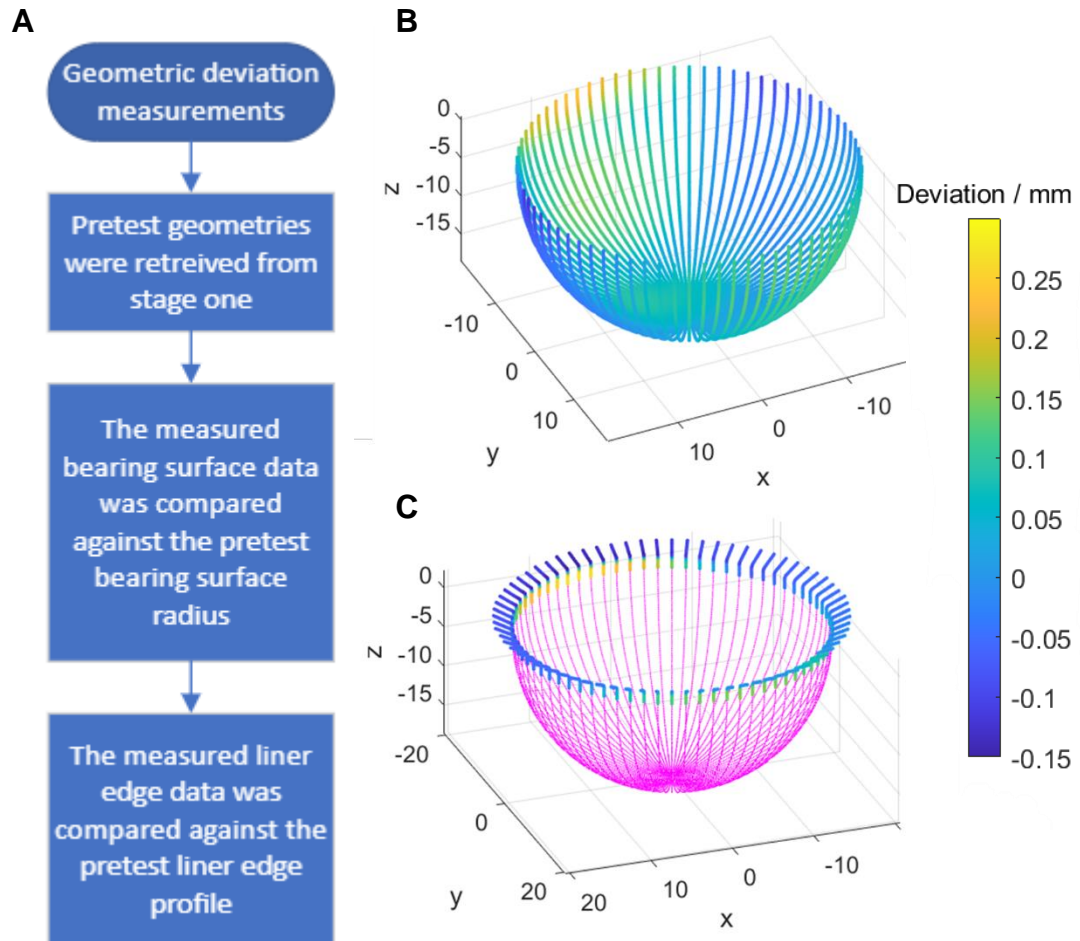 A
Geometric deviation
measurements
Pretest geometries
were retreived from
stage one
The measured
bearing surface data
was compared
against the pretest
bearing surface
radius
The measured liner
edge data was
compared against the
pretest liner edge
profile
B
0
-5
-10
-15
z
-10
0
10
y
10
0
-10
x
C
0
-5
-10
-15
z
-20
0
20
y
20
10
0
-10
x
Deviation / mm
0.25
0.2
0.15
0.1
0.05
0
-0.05
-0.1
-0.15